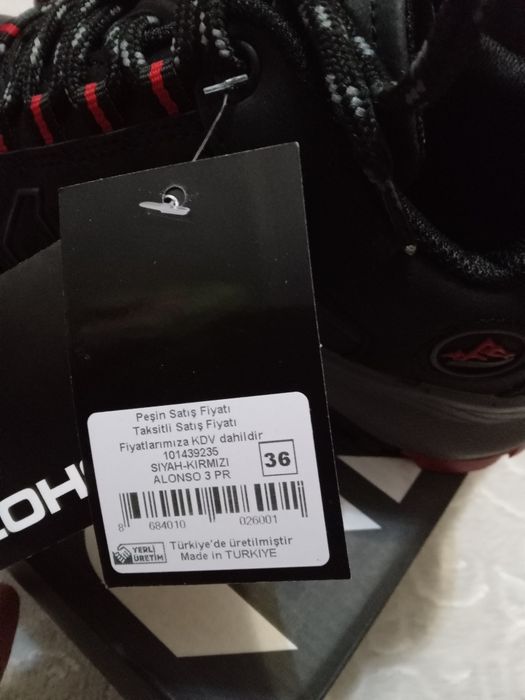 Peşin Satış Fiyatı
Taksitli Satış Fiyatı
Fiyatlarımıza KDV dahildir
101439235
SIYAH-KIRMIZI
ALONSO 3 PR
36
8 684010 026001
YERLİ
ÜRETİM
Türkiye'de üretilmiştir
Made in TURKIYE